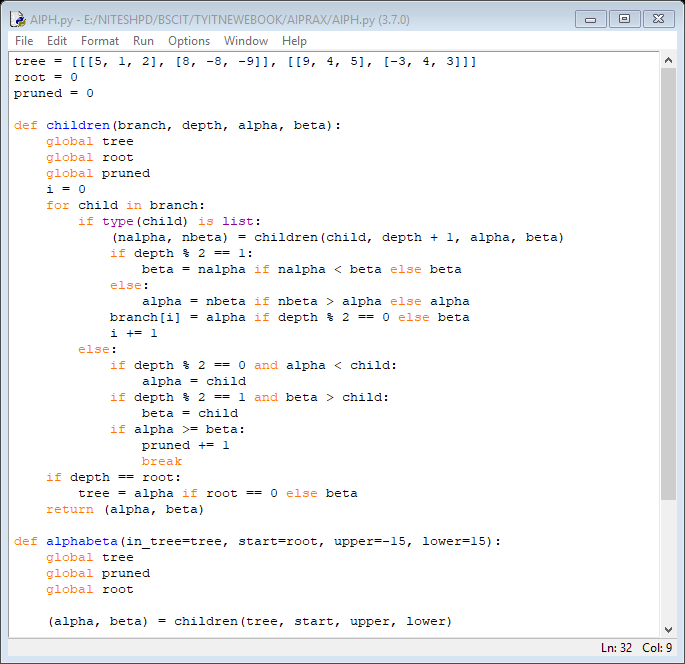 AIPH.py - E:/NITESHPD/BSCIT/TYITNEWEBOOK/AIPRAX/AIPH.py (3.7.0)
File Edit Format Run Options Window Help
tree = [[[5, 1, 2], [8, -8, -9]], [[9, 4, 5], [-3, 4, 3]]]
root = 0
pruned = 0

def children(branch, depth, alpha, beta):
    global tree
    global root
    global pruned
    i = 0
    for child in branch:
        if type(child) is list:
            (nalpha, nbeta) = children(child, depth + 1, alpha, beta)
            if depth % 2 == 1:
                beta = nalpha if nalpha < beta else beta
            else:
                alpha = nbeta if nbeta > alpha else alpha
            branch[i] = alpha if depth % 2 == 0 else beta
            i += 1
        else:
            if depth % 2 == 0 and alpha < child:
                alpha = child
            if depth % 2 == 1 and beta > child:
                beta = child
            if alpha >= beta:
                pruned += 1
                break
    if depth == root:
        tree = alpha if root == 0 else beta
    return (alpha, beta)

def alphabeta(in_tree=tree, start=root, upper=-15, lower=15):
    global tree
    global pruned
    global root

    (alpha, beta) = children(tree, start, upper, lower)
Ln: 32 Col: 9